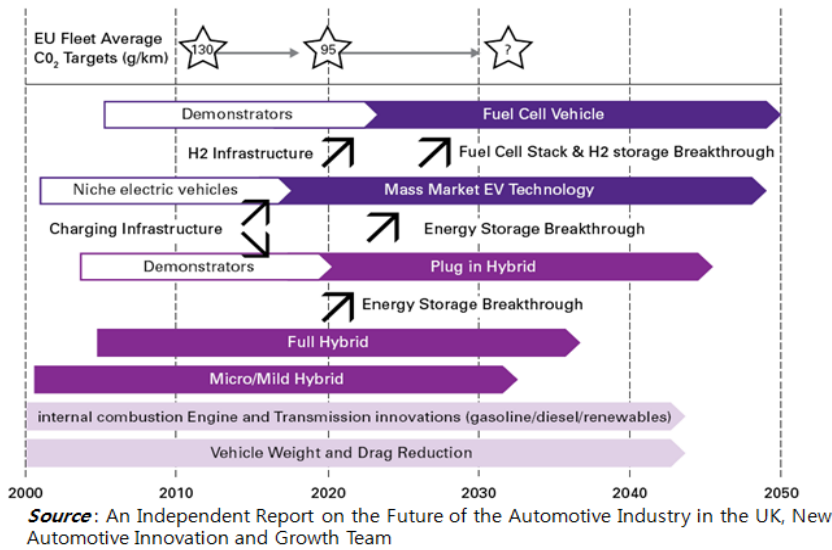 EU Fleet Average
C0₂ Targets (g/km)
130
95
?
Demonstrators
Fuel Cell Vehicle
H2 Infrastructure
Fuel Cell Stack & H2 storage Breakthrough
Niche electric vehicles
Mass Market EV Technology
Charging Infrastructure
Energy Storage Breakthrough
Demonstrators
Plug in Hybrid
Energy Storage Breakthrough
Full Hybrid
Micro/Mild Hybrid
internal combustion Engine and Transmission innovations (gasoline/diesel/renewables)
Vehicle Weight and Drag Reduction
2000 2010 2020 2030 2040 2050
Source: An Independent Report on the Future of the Automotive Industry in the UK, New
Automotive Innovation and Growth Team